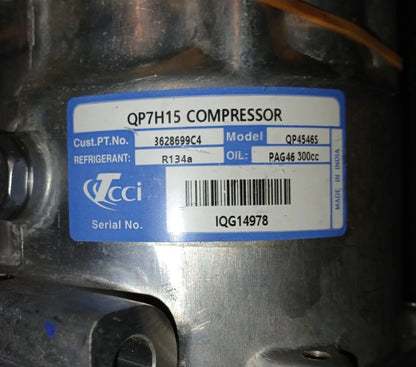 QP7H15 COMPRESSOR
Cust.PT.No. 3628699C4 Model QP4546S
REFRIGERANT: R134a OIL: PAG46 300cc
Tcci
Serial No. IQG14978
MADE IN INDIA